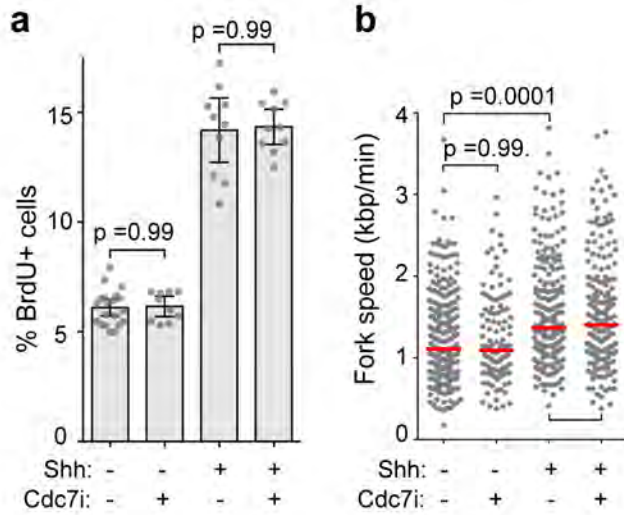 a
p =0.99
p =0.99
% BrdU+ cells
15
10
5
0
Shh: - - + +
Cdc7i: - + - +
b
p =0.0001
p =0.99.
Fork speed (kbp/min)
4
3
2
1
0
Shh: - - + +
Cdc7i: - + - +